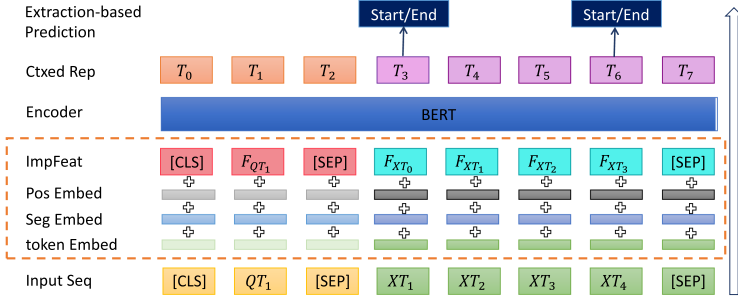 Extraction-based
Prediction
Start/End Start/End
Ctxed Rep T0 T1 T2 T3 T4 T5 T6 T7
Encoder BERT
ImpFeat [CLS] FQT1 [SEP] FXT0 FXT1 FXT2 FXT3 [SEP]
Pos Embed
Seg Embed
token Embed
Input Seq [CLS] QT1 [SEP] XT1 XT2 XT3 XT4 [SEP]